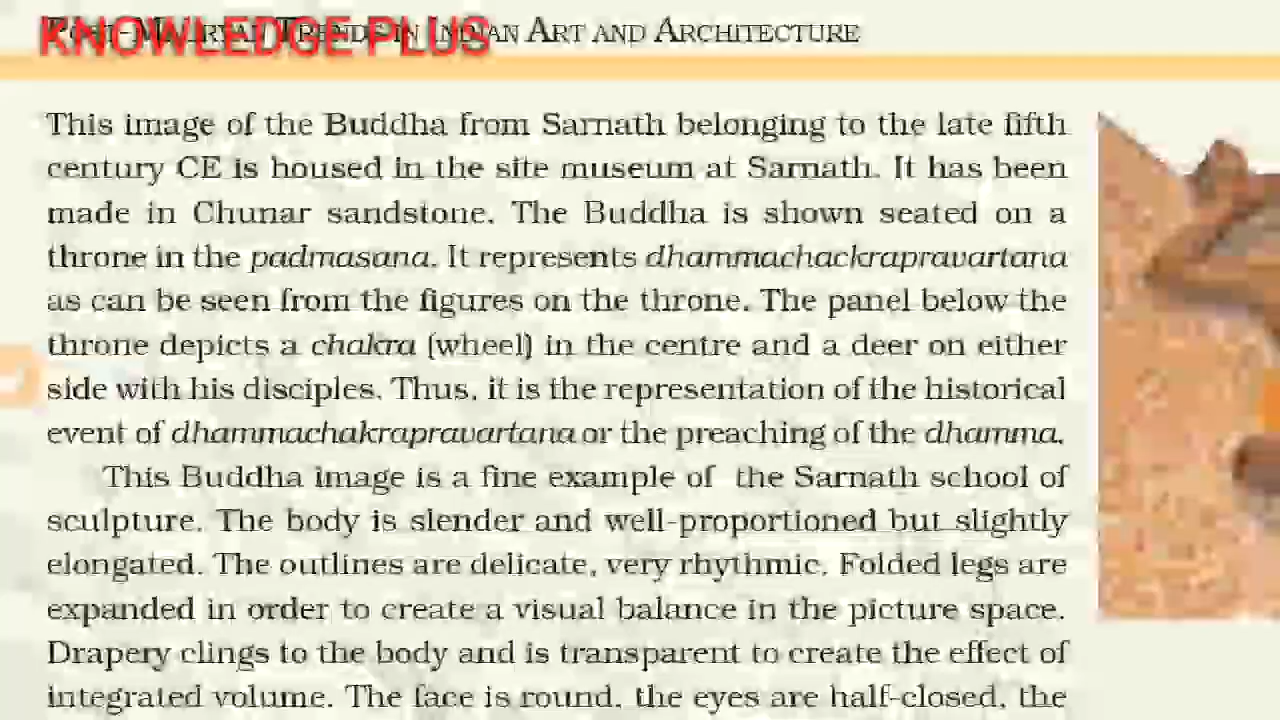 KNOWLEDGE PLUS
Post-Mauryan Trends in Indian Art and Architecture
This image of the Buddha from Sarnath belonging to the late fifth
century CE is housed in the site museum at Sarnath. It has been
made in Chunar sandstone. The Buddha is shown seated on a
throne in the padmasana. It represents dhammachackrapravartana
as can be seen from the figures on the throne. The panel below the
throne depicts a chakra (wheel) in the centre and a deer on either
side with his disciples. Thus, it is the representation of the historical
event of dhammachakrapravartana or the preaching of the dhamma.
This Buddha image is a fine example of the Sarnath school of
sculpture. The body is slender and well-proportioned but slightly
elongated. The outlines are delicate, very rhythmic. Folded legs are
expanded in order to create a visual balance in the picture space.
Drapery clings to the body and is transparent to create the effect of
integrated volume. The face is round, the eyes are half-closed, the